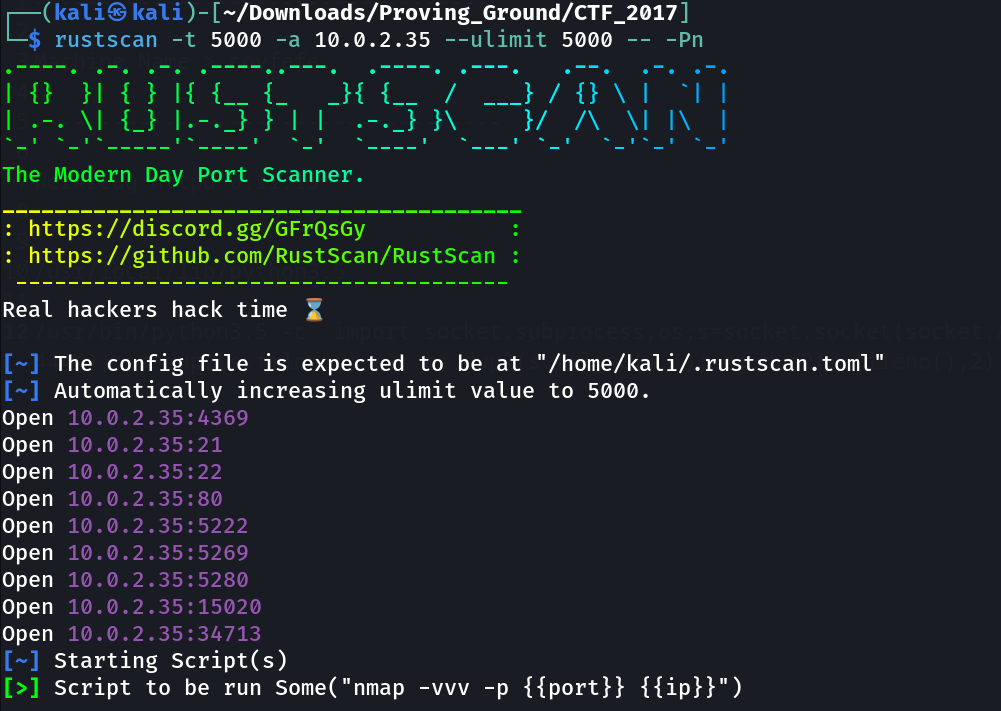 ┌──(kali㉿kali)-[~/Downloads/Proving_Ground/CTF_2017]
└─$ rustscan -t 5000 -a 10.0.2.35 --ulimit 5000 -- -Pn
.----. .-. .-. .----..---.  .----. .---.   .--.  .-. .-.
| {}  }| { } |{ {__ {_   _}{ {__  /  ___} / {} \ |  `| |
| .-. \| {_} |.-._} } | |  .-._} }\     }/  /\  \| |\  |
`-' `-'`-----'`----'  `-'  `----'  `---' `-'  `-'`-' `-'
The Modern Day Port Scanner.
________________________________________
: https://discord.gg/GFrQsGy           :
: https://github.com/RustScan/RustScan :
 --------------------------------------
Real hackers hack time ⌛
[~] The config file is expected to be at "/home/kali/.rustscan.toml"
[~] Automatically increasing ulimit value to 5000.
Open 10.0.2.35:4369
Open 10.0.2.35:21
Open 10.0.2.35:22
Open 10.0.2.35:80
Open 10.0.2.35:5222
Open 10.0.2.35:5269
Open 10.0.2.35:5280
Open 10.0.2.35:15020
Open 10.0.2.35:34713
[~] Starting Script(s)
[>] Script to be run Some("nmap -vvv -p {{port}} {{ip}}")